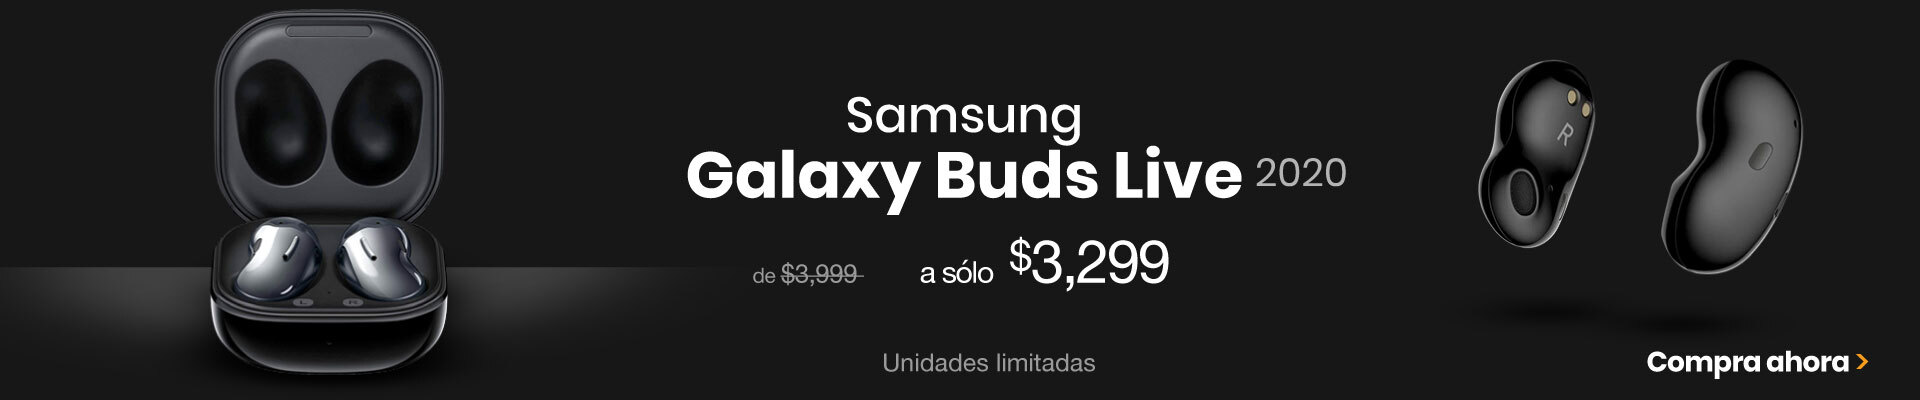 Samsung
Galaxy Buds Live 2020
de $3,999 a sólo $3,299
Unidades limitadas
Compra ahora >
L R
R